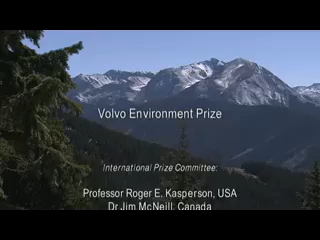 Volvo Environment Prize
International Prize Committee:
Professor Roger E. Kasperson, USA
Dr Jim McNeill, Canada